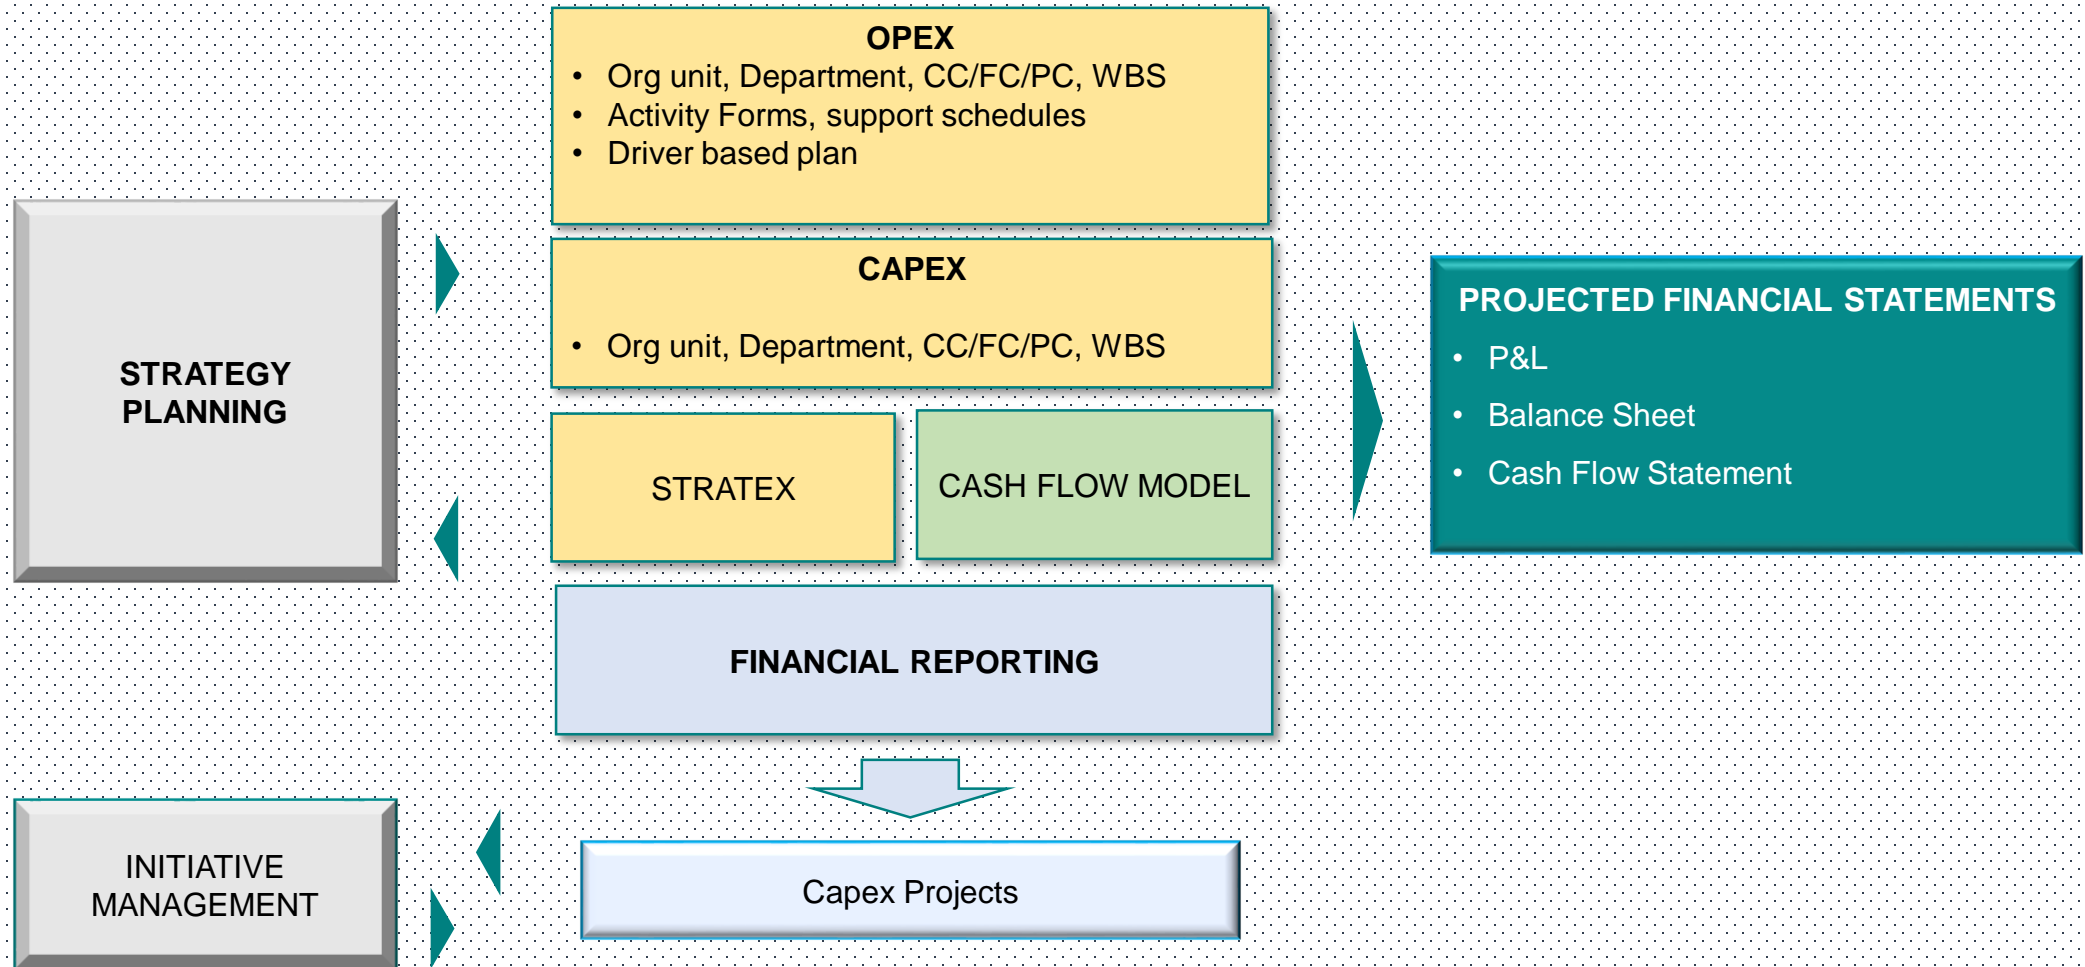 OPEX
• Org unit, Department, CC/FC/PC, WBS
• Activity Forms, support schedules
• Driver based plan
STRATEGY
PLANNING
CAPEX
• Org unit, Department, CC/FC/PC, WBS
STRATEX
CASH FLOW MODEL
FINANCIAL REPORTING
PROJECTED FINANCIAL STATEMENTS
• P&L
• Balance Sheet
• Cash Flow Statement
INITIATIVE
MANAGEMENT
Capex Projects